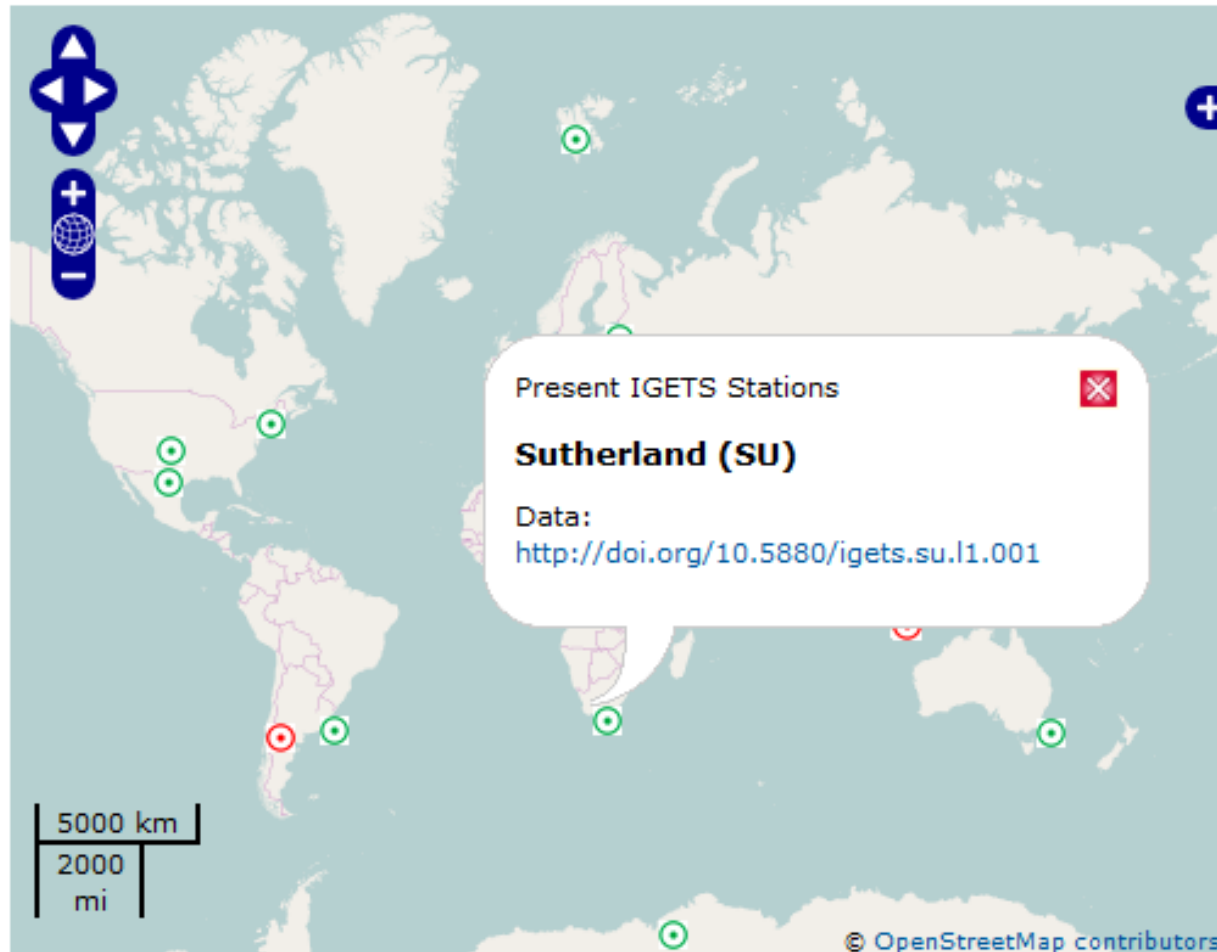 Present IGETS Stations
Sutherland (SU)
Data:
http://doi.org/10.5880/igets.su.l1.001
5000 km
2000
mi
© OpenStreetMap contributors